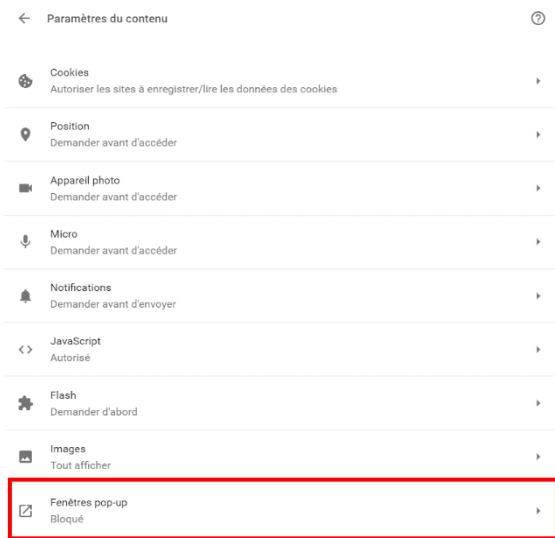 Paramètres du contenu
Cookies
Autoriser les sites à enregistrer/lire les données des cookies
Position
Demander avant d'accéder
Appareil photo
Demander avant d'accéder
Micro
Demander avant d'accéder
Notifications
Demander avant d'envoyer
JavaScript
Autorisé
Flash
Demander d'abord
Images
Tout afficher
Fenêtres pop-up
Bloqué